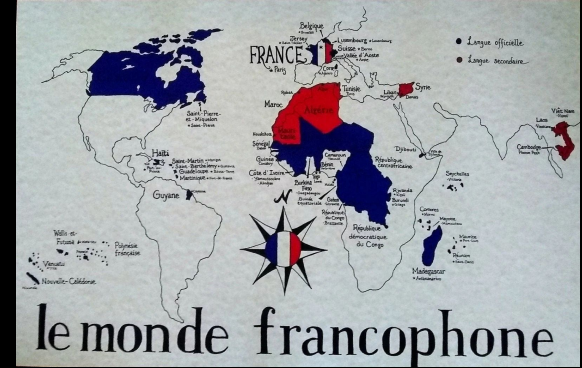 Belgique
Jersey
Luxembourg
Suisse
Vallée d'Aoste
FRANCE
Paris
Langue officielle
Langue secondaire
Maroc
Algérie
Tunisie
Tunis
Liban
Syrie
Damas
Saint-Pierre-
et-Miquelon
Haïti
Saint-Martin
Saint-Barthélemy
Guadeloupe
Martinique
Guyane
Sénégal
Guinée
Côte d'Ivoire
Burkina
Faso
Bénin
Cameroun
Gabon
République
du Congo
République
centrafricaine
République
démocratique
du Congo
Rwanda
Burundi
Djibouti
Seychelles
Comores
Mayotte
Maurice
Réunion
Madagascar
Laos
Cambodge
N
Wallis-et-
Futuna
Polynésie
française
Vanuatu
Nouvelle-Calédonie
le monde francophone